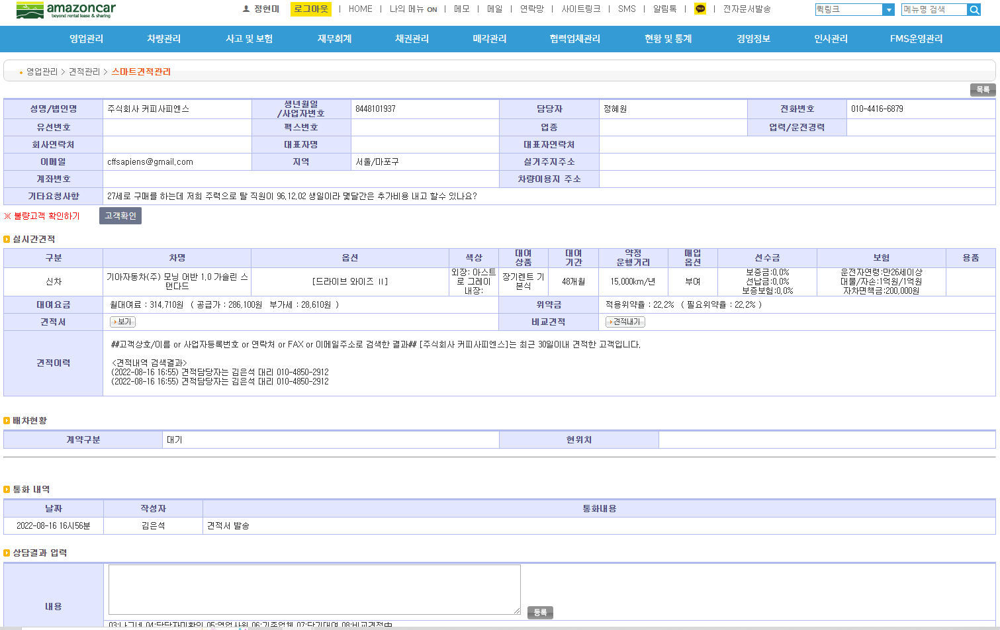 amazoncar
beyond rental lease & sharing
정현미 로그아웃 | HOME | 나의 메뉴 ON | 메모 | 메일 | 연락망 | 사이트링크 | SMS | 알림톡 | TALK | 전자문서발송
퀵링크 메뉴명 검색
영업관리 차량관리 사고 및 보험 재무회계 채권관리 매각관리 협력업체관리 현황 및 통계 경영정보 인사관리 FMS운영관리
영업관리 > 견적관리 > 스마트견적관리
목록
성명/법인명 주식회사 커피사피엔스 생년월일/사업자번호 8448101937 담당자 정혜원 전화번호 010-4416-6879
유선번호 팩스번호 업종 업력/운전경력
회사연락처 대표자명 대표자연락처
이메일 cffsapiens@gmail.com 지역 서울/마포구 실거주지주소
계좌번호 차량이용지 주소
기타요청사항 27세로 구매를 하는데 저희 주력으로 탈 직원이 96.12.02 생일이라 몇달간은 추가비용 내고 할수 있나요?
※ 불량고객 확인하기 고객확인
실시간견적
구분 차명 옵션 색상 대여상품 대여기간 약정운행거리 매입옵션 선수금 보험 용품
신차 기아자동차(주) 모닝 어반 1.0 가솔린 스탠다드 [드라이브 와이즈 II] 외장: 아스트로 그레이 내장: 장기렌트 기본식 48개월 15,000km/년 부여 보증금:0.0% 선납금:0.0% 보증보험:0.0% 운전자연령:만26세이상 대물/자손:1억원/1억원 자차면책금:200,000원
대여요금 월대여료 : 314,710원 ( 공급가 : 286,100원 부가세 : 28,610원 ) 위약금 적용위약율 : 22.2% ( 필요위약율 : 22.2% )
견적서 보기 비교견적 견적내기
견적이력
##고객상호/이름 or 사업자등록번호 or 연락처 or FAX or 이메일주소로 검색한 결과## [주식회사 커피사피엔스]는 최근 30일이내 견적한 고객입니다.
<견적내역 검색결과>
(2022-08-16 16:55) 견적담당자는 김은석 대리 010-4850-2912
(2022-08-16 16:55) 견적담당자는 김은석 대리 010-4850-2912
배차현황
계약구분 대기 현위치
통화 내역
날짜 작성자 통화내용
2022-08-16 16시56분 김은석 견적서 발송
상담결과 입력
내용
등록
03:나그네 04:담당자미확인 05:영업사원 06:기존업체 07:단기대여 08:비교견적中